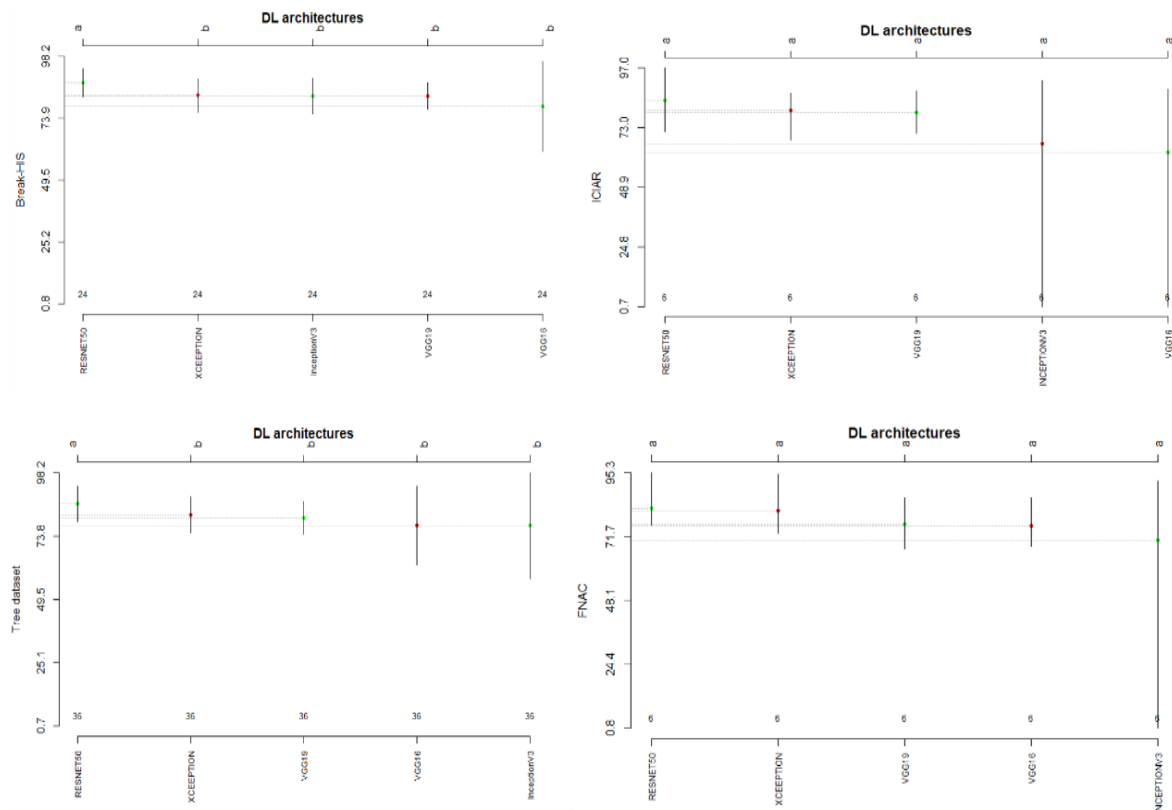 DL architectures
a b b b b
98.2
73.9
49.5
25.2
0.8
Break-HIS
24 24 24 24 24
RESNET50 XCEEPTION InceptionV3 VGG19 VGG16
DL architectures
a a a a a
97.0
73.0
48.9
24.8
0.7
ICIAR
6 6 6 6 6
RESNET50 XCEEPTION VGG19 INCEPTIONV3 VGG16
DL architectures
a b b b b
98.2
73.8
49.5
25.1
0.7
Tree dataset
36 36 36 36 36
RESNET50 XCEEPTION VGG19 VGG16 InceptionV3
DL architectures
a a a a a
95.3
71.7
48.1
24.4
0.8
FNAC
6 6 6 6 6
RESNET50 XCEEPTION VGG19 VGG16 INCEPTIONV3